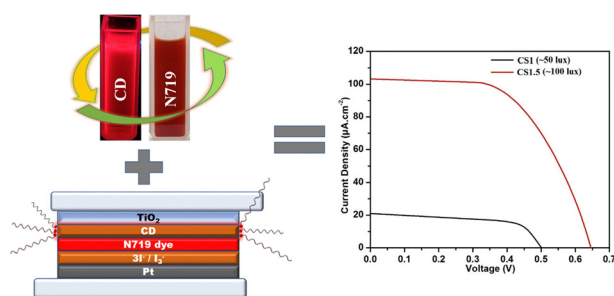 CD
N719
TiO₂
CD
N719 dye
3I⁻ / I₃⁻
Pt
Current Density (µA.cm⁻²)
120
100
80
60
40
20
0
CS1 (~50 lux)
CS1.5 (~100 lux)
0.0 0.1 0.2 0.3 0.4 0.5 0.6 0.7
Voltage (V)